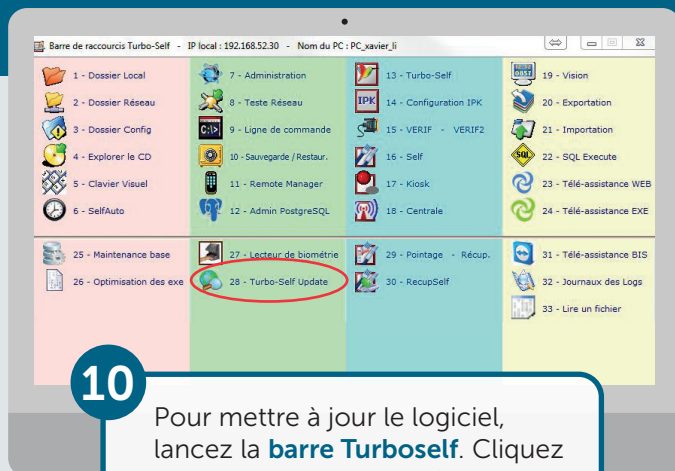 Barre de raccourcis Turbo-Self - IP local : 192.168.52.30 - Nom du PC : PC_xavier_li
1 - Dossier Local
2 - Dossier Réseau
3 - Dossier Config
4 - Explorer le CD
5 - Clavier Visuel
6 - SelfAuto
7 - Administration
8 - Teste Réseau
C:\>
9 - Ligne de commande
10 - Sauvegarde / Restaur.
11 - Remote Manager
12 - Admin PostgreSQL
13 - Turbo-Self
IPK
14 - Configuration IPK
15 - VERIF - VERIF2
16 - Self
17 - Kiosk
18 - Centrale
19 - Vision
20 - Exportation
21 - Importation
SQL
22 - SQL Execute
23 - Télé-assistance WEB
24 - Télé-assistance EXE
25 - Maintenance base
26 - Optimisation des exe
27 - Lecteur de biométrie
28 - Turbo-Self Update
29 - Pointage - Récup.
30 - RecupSelf
31 - Télé-assistance BIS
32 - Journaux des Logs
33 - Lire un fichier
10
Pour mettre à jour le logiciel,
lancez la barre Turboself. Cliquez